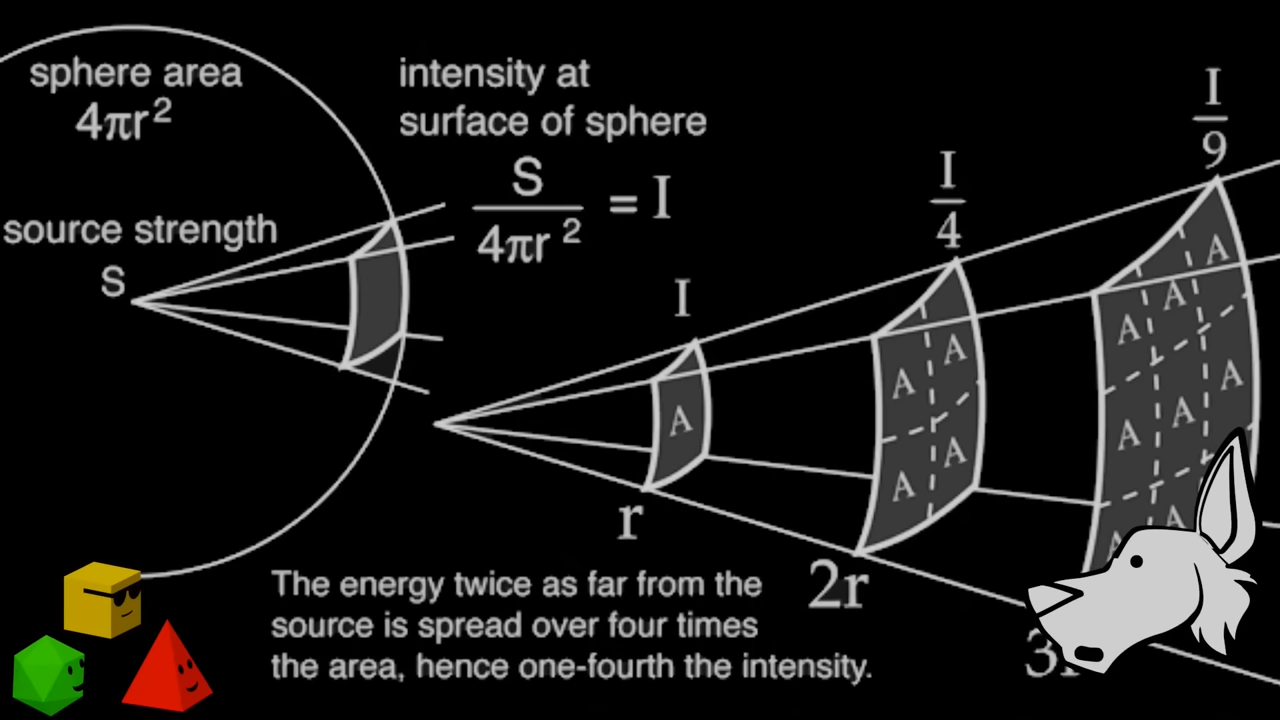 sphere area
4πr²
source strength
S
intensity at
surface of sphere
S
4πr²
= I
I
I
4
I
9
A
A
A
A
A
A
A
A
A
A
A
A
A
A
r
2r
The energy twice as far from the
source is spread over four times
the area, hence one-fourth the intensity.